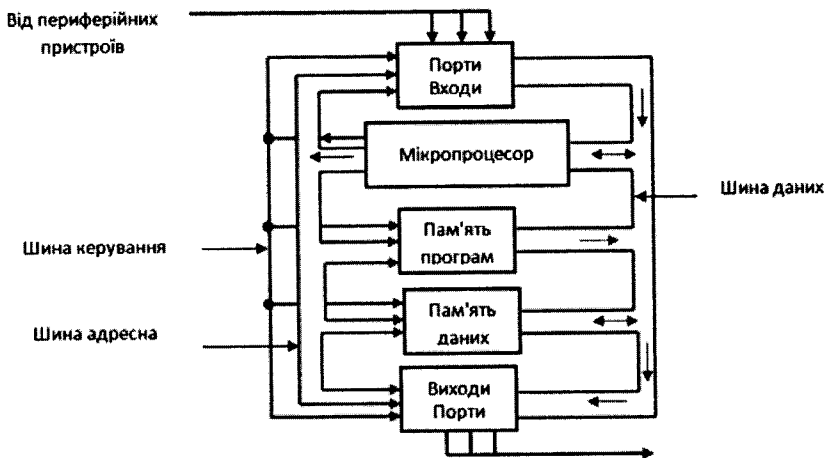 Від периферійних
пристроїв
Порти
Входи
Мікропроцесор
Шина даних
Пам'ять
програм
Шина керування
Пам'ять
даних
Шина адресна
Виходи
Порти